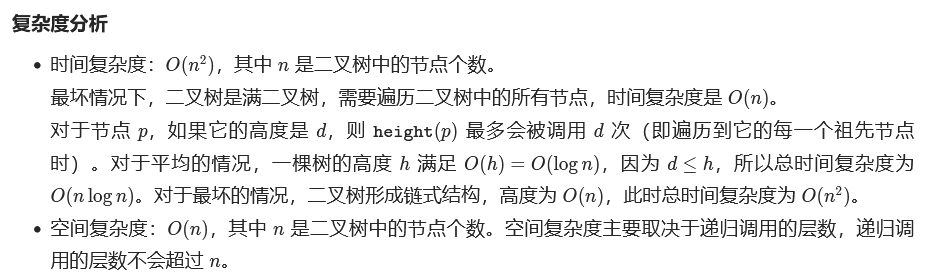 复杂度分析
• 时间复杂度：O(n²)，其中 n 是二叉树中的节点个数。
最坏情况下，二叉树是满二叉树，需要遍历二叉树中的所有节点，时间复杂度是 O(n)。
对于节点 p，如果它的高度是 d，则 height(p) 最多会被调用 d 次（即遍历到它的每一个祖先节点
时）。对于平均的情况，一棵树的高度 h 满足 O(h) = O(log n)，因为 d ≤ h，所以总时间复杂度为
O(n log n)。对于最坏的情况，二叉树形成链式结构，高度为 O(n)，此时总时间复杂度为 O(n²)。
• 空间复杂度：O(n)，其中 n 是二叉树中的节点个数。空间复杂度主要取决于递归调用的层数，递归调
用的层数不会超过 n。